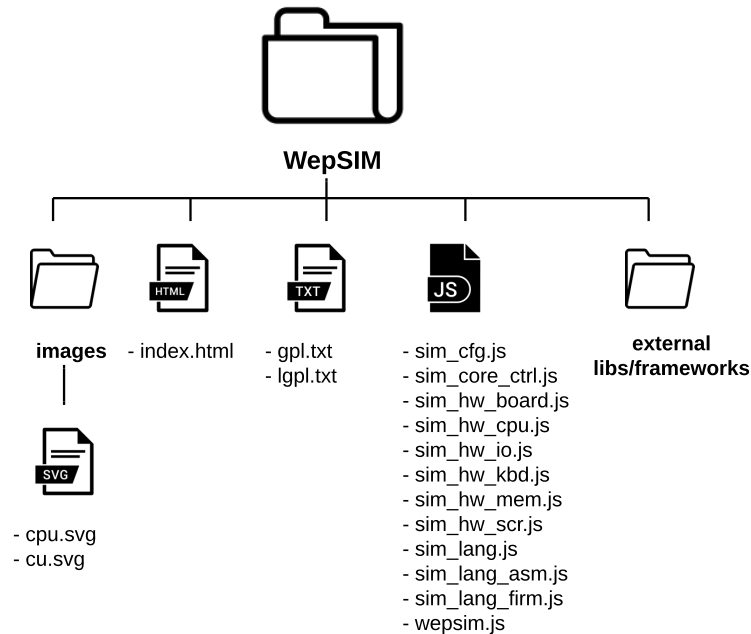 WepSIM
HTML
TXT
JS
images
- index.html
- gpl.txt
- lgpl.txt
- sim_cfg.js
- sim_core_ctrl.js
- sim_hw_board.js
- sim_hw_cpu.js
- sim_hw_io.js
- sim_hw_kbd.js
- sim_hw_mem.js
- sim_hw_scr.js
- sim_lang.js
- sim_lang_asm.js
- sim_lang_firm.js
- wepsim.js
external
libs/frameworks
SVG
- cpu.svg
- cu.svg